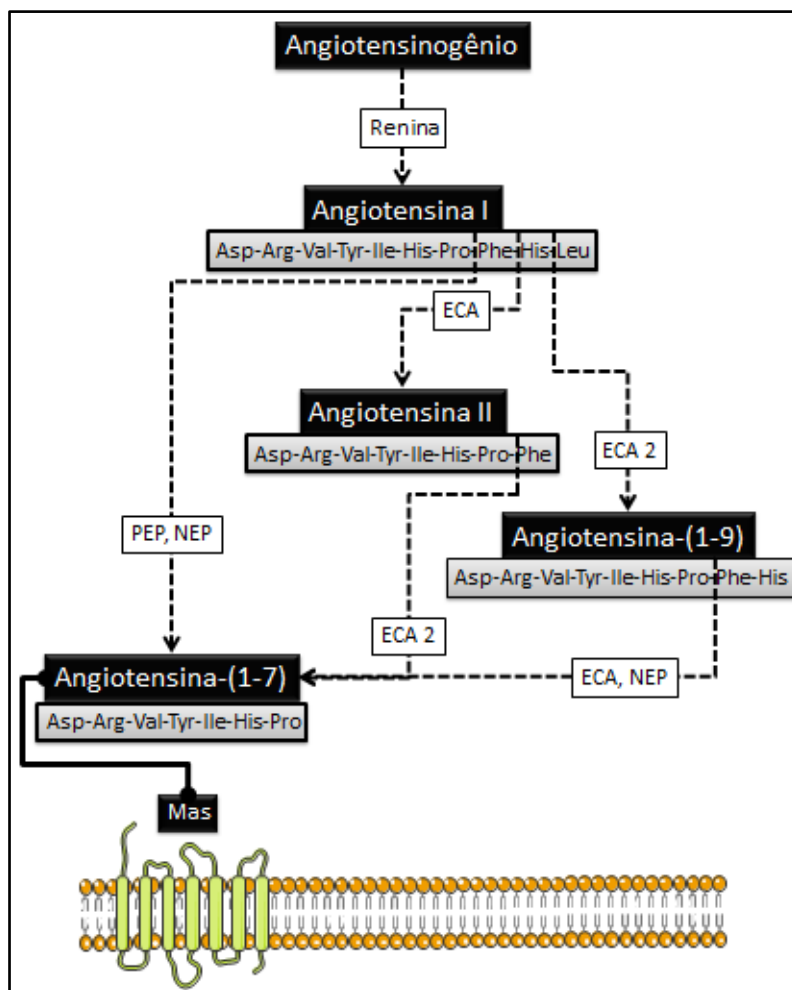 Angiotensinogênio
Renina
Angiotensina I
Asp-Arg-Val-Tyr-Ile-His-Pro-Phe-His-Leu
ECA
Angiotensina II
Asp-Arg-Val-Tyr-Ile-His-Pro-Phe
ECA 2
Angiotensina-(1-9)
Asp-Arg-Val-Tyr-Ile-His-Pro-Phe-His
PEP, NEP
ECA 2
ECA, NEP
Angiotensina-(1-7)
Asp-Arg-Val-Tyr-Ile-His-Pro
Mas